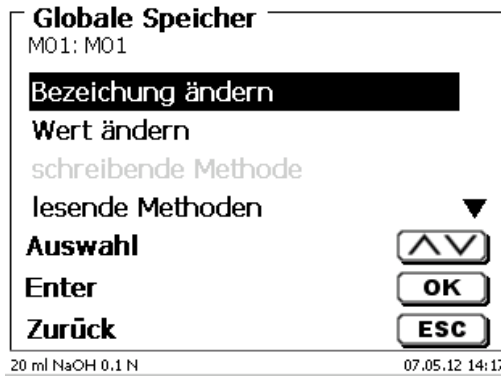 Globale Speicher
M01: M01
Bezeichung ändern
Wert ändern
schreibende Methode
lesende Methoden
Auswahl
Enter OK
Zurück ESC
20 ml NaOH 0.1 N 07.05.12 14:17